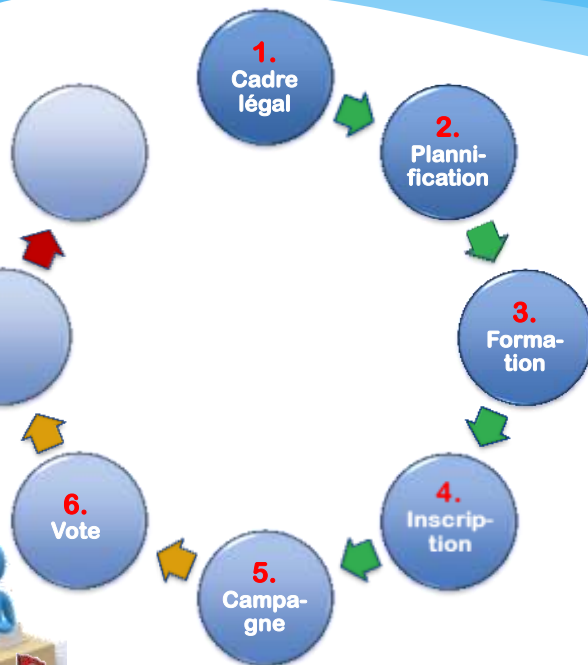 1.
Cadre
légal
2.
Planni-
fication
3.
Forma-
tion
4.
Inscrip-
tion
5.
Campa-
gne
6.
Vote